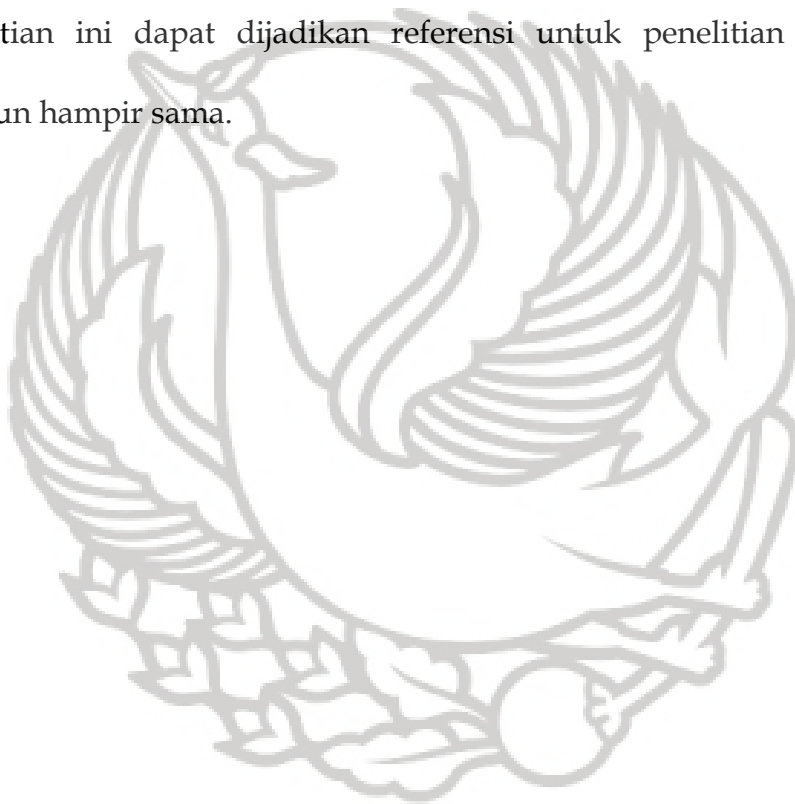 tian ini dapat dijadikan referensi untuk penelitian
un hampir sama.